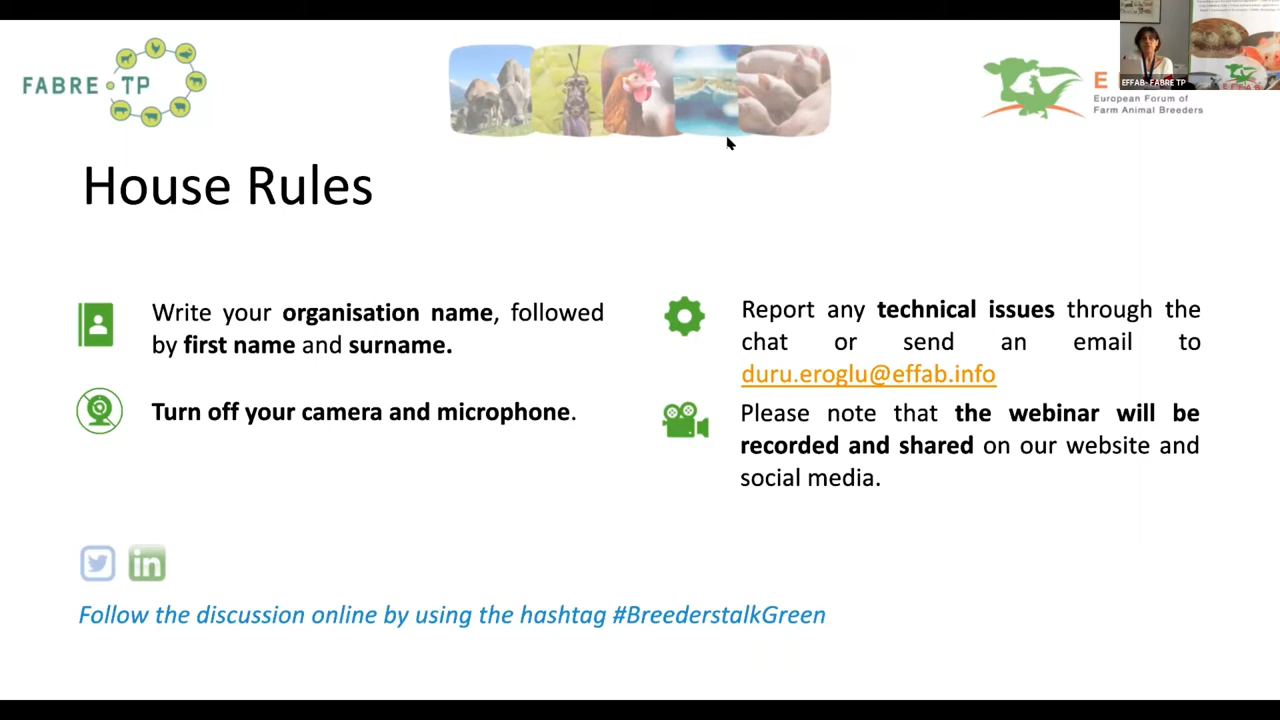 FABRE TP
E
European Forum of
Farm Animal Breeders
EFFAB- FABRE TP
EFFAB
House Rules
Write your organisation name, followed
by first name and surname.
Turn off your camera and microphone.
Report any technical issues through the
chat or send an email to
duru.eroglu@effab.info
Please note that the webinar will be
recorded and shared on our website and
social media.
in
Follow the discussion online by using the hashtag #BreederstalkGreen